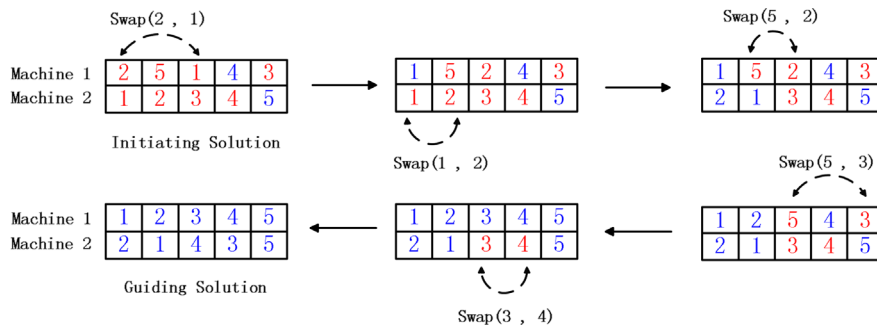 Swap(2 , 1)
Swap(5 , 2)
Machine 1 2 5 1 4 3
Machine 2 1 2 3 4 5
1 5 2 4 3
1 2 3 4 5
1 5 2 4 3
2 1 3 4 5
Initiating Solution
Swap(1 , 2)
Swap(5 , 3)
Machine 1 1 2 3 4 5
Machine 2 2 1 4 3 5
1 2 3 4 5
2 1 3 4 5
1 2 5 4 3
2 1 3 4 5
Guiding Solution
Swap(3 , 4)